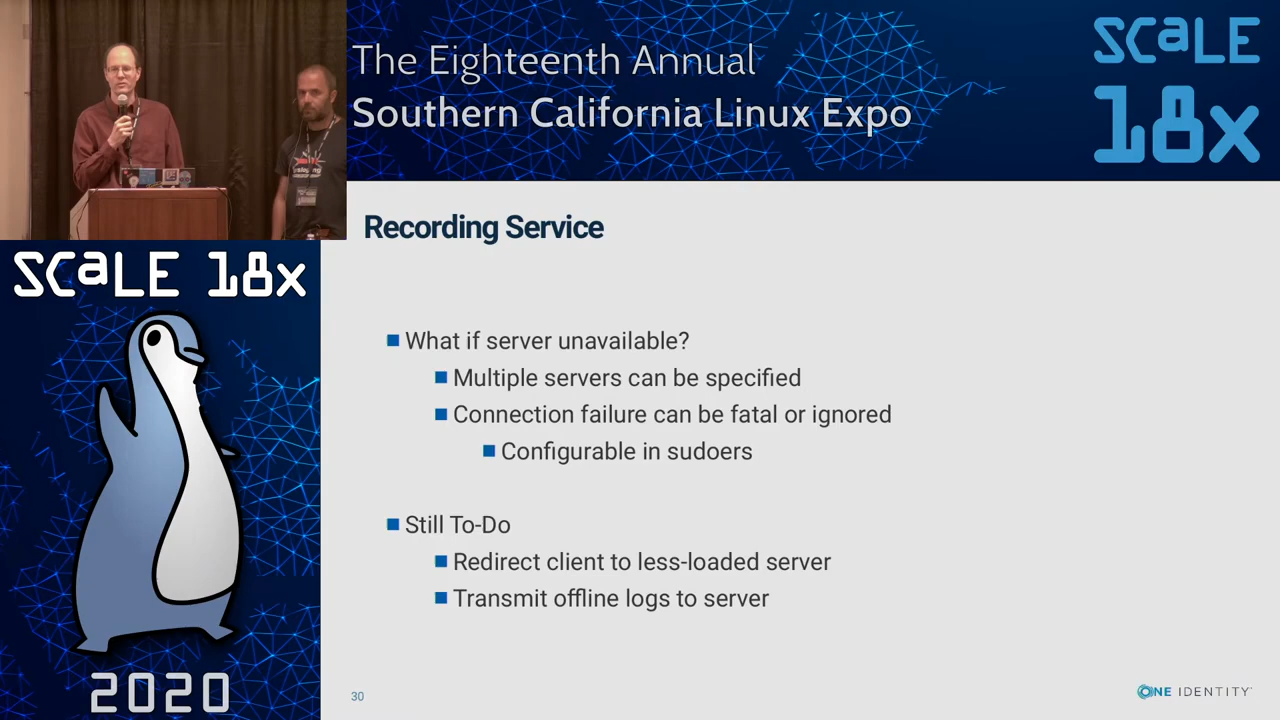 The Eighteenth Annual
Southern California Linux Expo
SCaLE
18x
Recording Service
What if server unavailable?
Multiple servers can be specified
Connection failure can be fatal or ignored
Configurable in sudoers
Still To-Do
Redirect client to less-loaded server
Transmit offline logs to server
30
ONE IDENTITY
SCaLE 18x
2020